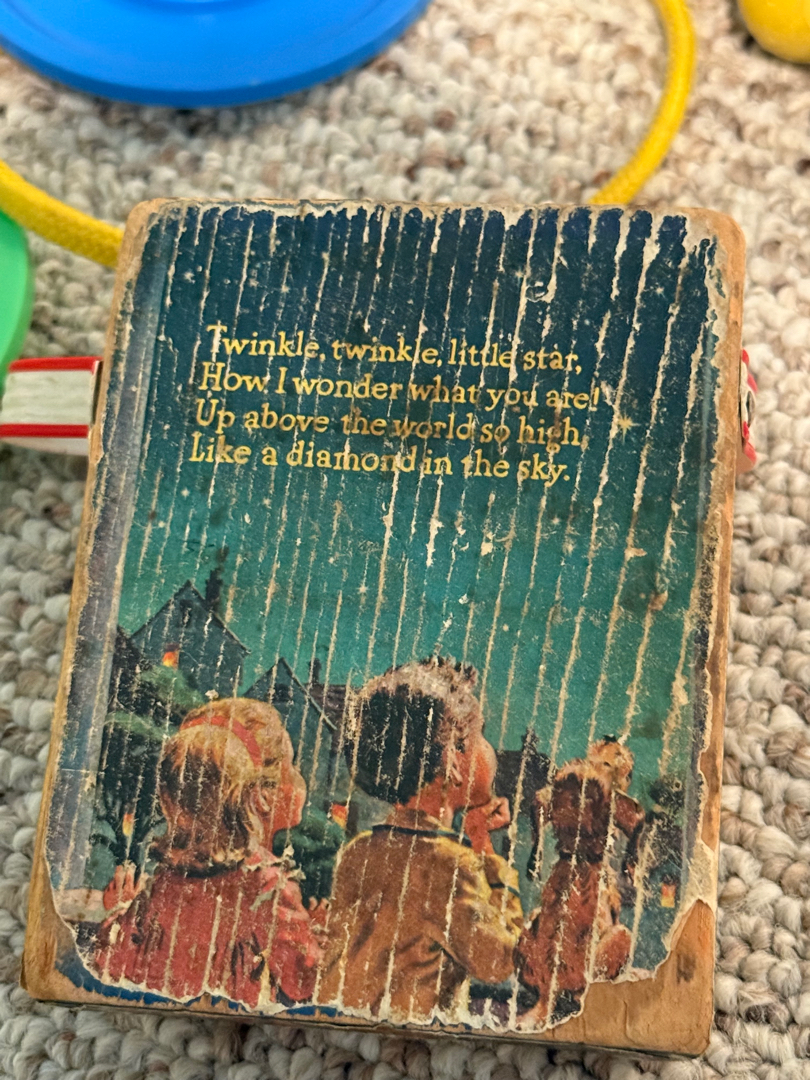 Twinkle, twinkle, little star,
How I wonder what you are!
Up above the world so high,
Like a diamond in the sky.